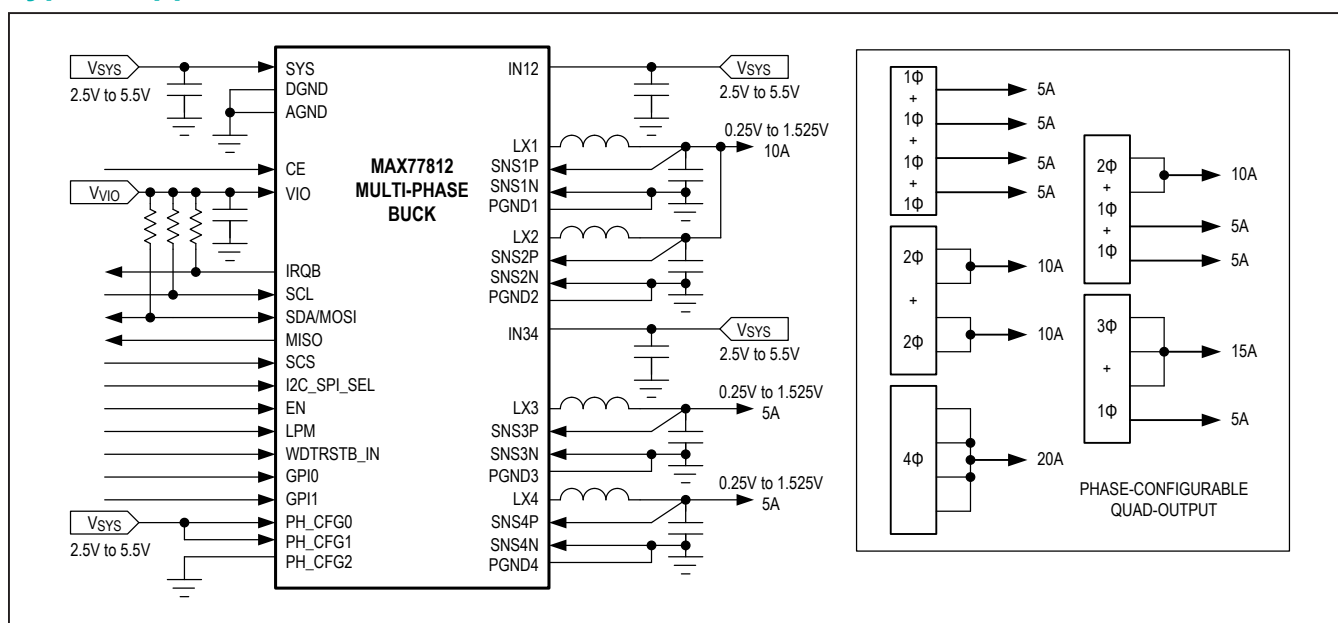 VSYS
2.5V to 5.5V
VVIO
VSYS
2.5V to 5.5V
SYS
DGND
AGND
CE
VIO
IRQB
SCL
SDA/MOSI
MISO
SCS
I2C_SPI_SEL
EN
LPM
WDTRSTB_IN
GPI0
GPI1
PH_CFG0
PH_CFG1
PH_CFG2
MAX77812
MULTI-PHASE
BUCK
IN12
LX1
SNS1P
SNS1N
PGND1
LX2
SNS2P
SNS2N
PGND2
IN34
LX3
SNS3P
SNS3N
PGND3
LX4
SNS4P
SNS4N
PGND4
VSYS
2.5V to 5.5V
0.25V to 1.525V
10A
VSYS
2.5V to 5.5V
0.25V to 1.525V
5A
0.25V to 1.525V
5A
1Φ
+
1Φ
+
1Φ
+
1Φ
5A
5A
5A
5A
2Φ
+
2Φ
10A
10A
4Φ
20A
2Φ
+
1Φ
+
1Φ
10A
5A
5A
3Φ
+
1Φ
15A
5A
PHASE-CONFIGURABLE
QUAD-OUTPUT